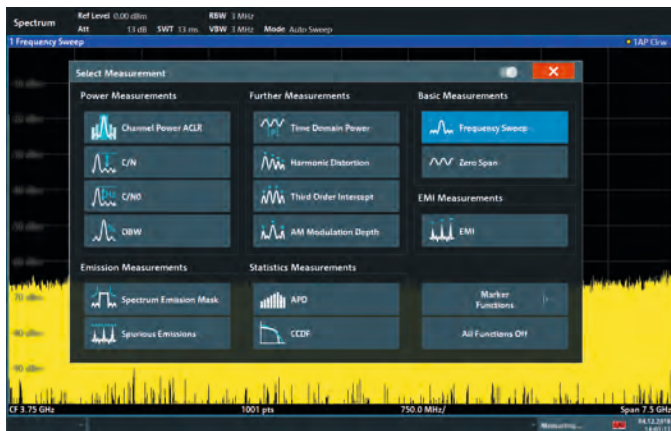 Spectrum
Ref Level 0.00 dBm RBW 3 MHz
Att 13 dB SWT 13 ms VBW 3 MHz Mode Auto Sweep
1 Frequency Sweep 1AP Clrw
Select Measurement
Power Measurements
Channel Power ACLR
C/N
C/N0
OBW
Further Measurements
Time Domain Power
Harmonic Distortion
Third Order Intercept
AM Modulation Depth
Basic Measurements
Frequency Sweep
Zero Span
EMI Measurements
EMI
Emission Measurements
Spectrum Emission Mask
Spurious Emissions
Statistics Measurements
APD
CCDF
Marker
Functions
All Functions Off
CF 3.75 GHz 1001 pts 750.0 MHz/ Span 7.5 GHz
Measuring...